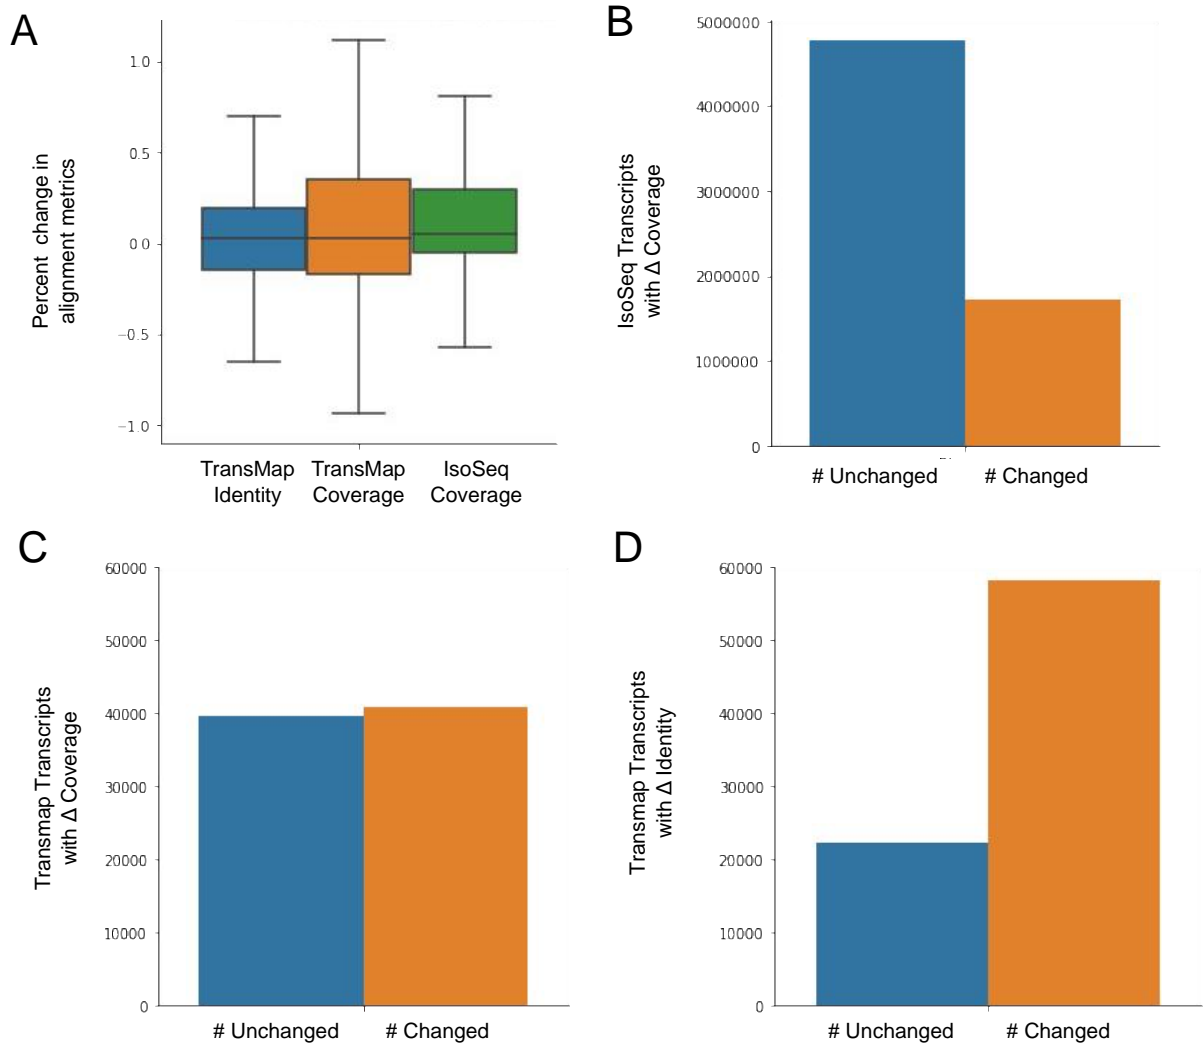 A
Percent change in
alignment metrics
1.0
0.5
0.0
−0.5
−1.0
TransMap
Identity
TransMap
Coverage
IsoSeq
Coverage
B
IsoSeq Transcripts
with Δ Coverage
5000000
4000000
3000000
2000000
1000000
0
# Unchanged
# Changed
C
Transmap Transcripts
with Δ Coverage
60000
50000
40000
30000
20000
10000
0
# Unchanged
# Changed
D
Transmap Transcripts
with Δ Identity
60000
50000
40000
30000
20000
10000
0
# Unchanged
# Changed